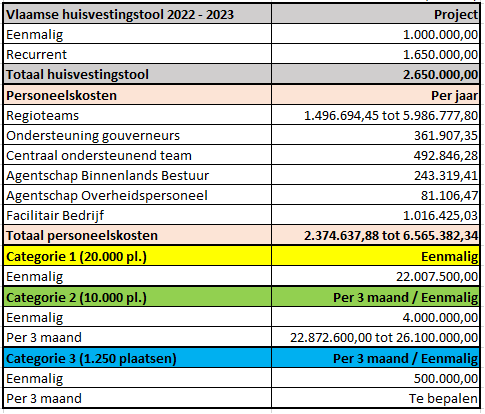 Vlaamse huisvestingstool 2022 - 2023 Project
Eenmalig 1.000.000,00
Recurrent 1.650.000,00
Totaal huisvestingstool 2.650.000,00
Personeelskosten Per jaar
Regioteams 1.496.694,45 tot 5.986.777,80
Ondersteuning gouverneurs 361.907,35
Centraal ondersteunend team 492.846,28
Agentschap Binnenlands Bestuur 243.319,41
Agentschap Overheidspersoneel 81.106,47
Facilitair Bedrijf 1.016.425,03
Totaal personeelskosten 2.374.637,88 tot 6.565.382,34
Categorie 1 (20.000 pl.) Eenmalig
Eenmalig 22.007.500,00
Categorie 2 (10.000 pl.) Per 3 maand / Eenmalig
Eenmalig 4.000.000,00
Per 3 maand 22.872.600,00 tot 26.100.000,00
Categorie 3 (1.250 plaatsen) Per 3 maand / Eenmalig
Eenmalig 500.000,00
Per 3 maand Te bepalen